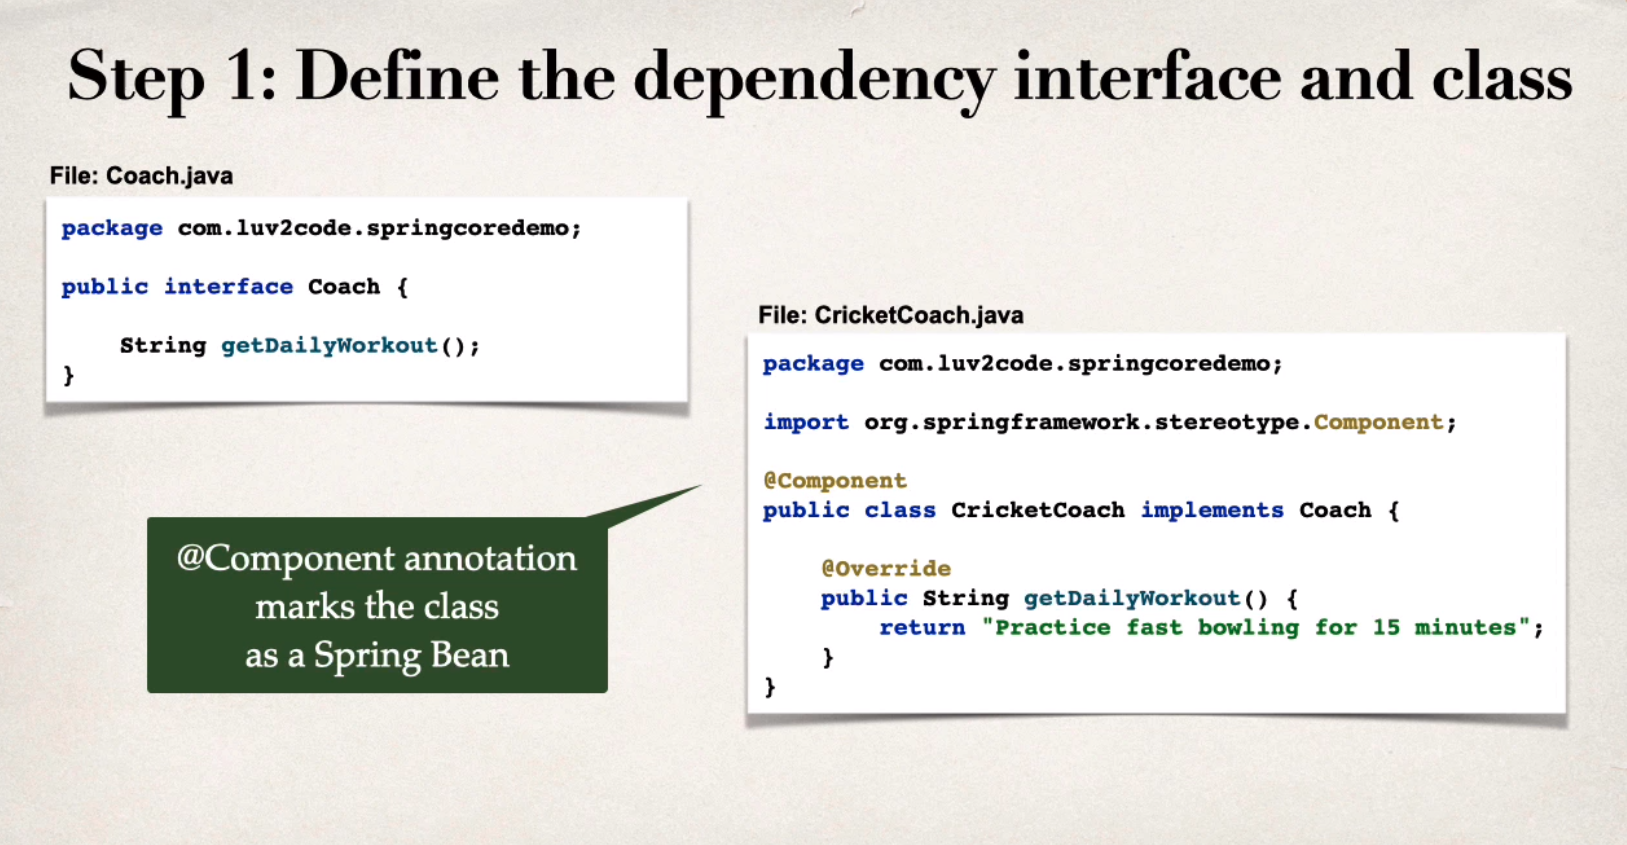 Step 1: Define the dependency interface and class
File: Coach.java
package com.luv2code.springcoredemo;
public interface Coach {
String getDailyWorkout();
}
File: CricketCoach.java
package com.luv2code.springcoredemo;
import org.springframework.stereotype.Component;
@Component
public class CricketCoach implements Coach {
@Override
public String getDailyWorkout() {
return "Practice fast bowling for 15 minutes";
}
}
@Component annotation
marks the class
as a Spring Bean